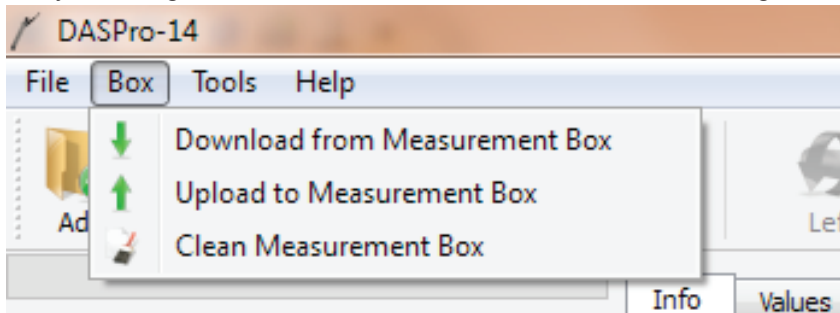 DASPro-14
File Box Tools Help
Download from Measurement Box
Upload to Measurement Box
Clean Measurement Box
Info Values